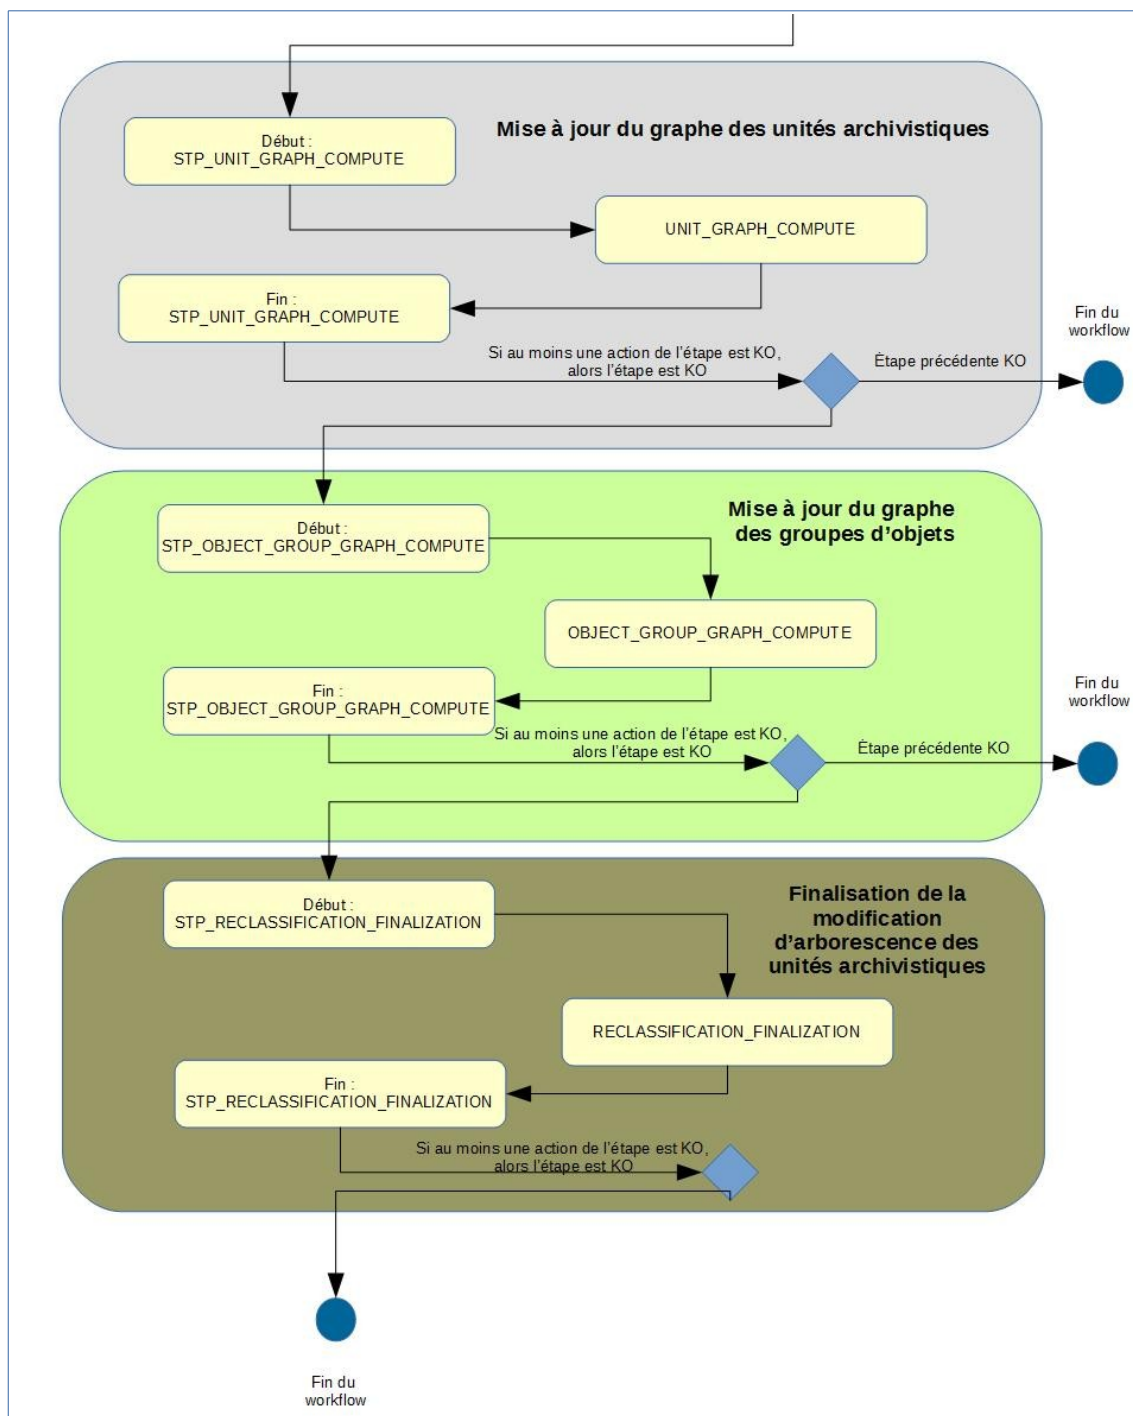 Mise à jour du graphe des unités archivistiques
Début :
STP_UNIT_GRAPH_COMPUTE
UNIT_GRAPH_COMPUTE
Fin :
STP_UNIT_GRAPH_COMPUTE
Si au moins une action de l'étape est KO,
alors l'étape est KO
Étape précédente KO
Fin du
workflow
Mise à jour du graphe
des groupes d'objets
Début :
STP_OBJECT_GROUP_GRAPH_COMPUTE
OBJECT_GROUP_GRAPH_COMPUTE
Fin :
STP_OBJECT_GROUP_GRAPH_COMPUTE
Si au moins une action de l'étape est KO,
alors l'étape est KO
Étape précédente KO
Fin du
workflow
Finalisation de la
modification
d'arborescence des
unités archivistiques
Début :
STP_RECLASSIFICATION_FINALIZATION
RECLASSIFICATION_FINALIZATION
Fin :
STP_RECLASSIFICATION_FINALIZATION
Si au moins une action de l'étape est KO,
alors l'étape est KO
Fin du
workflow